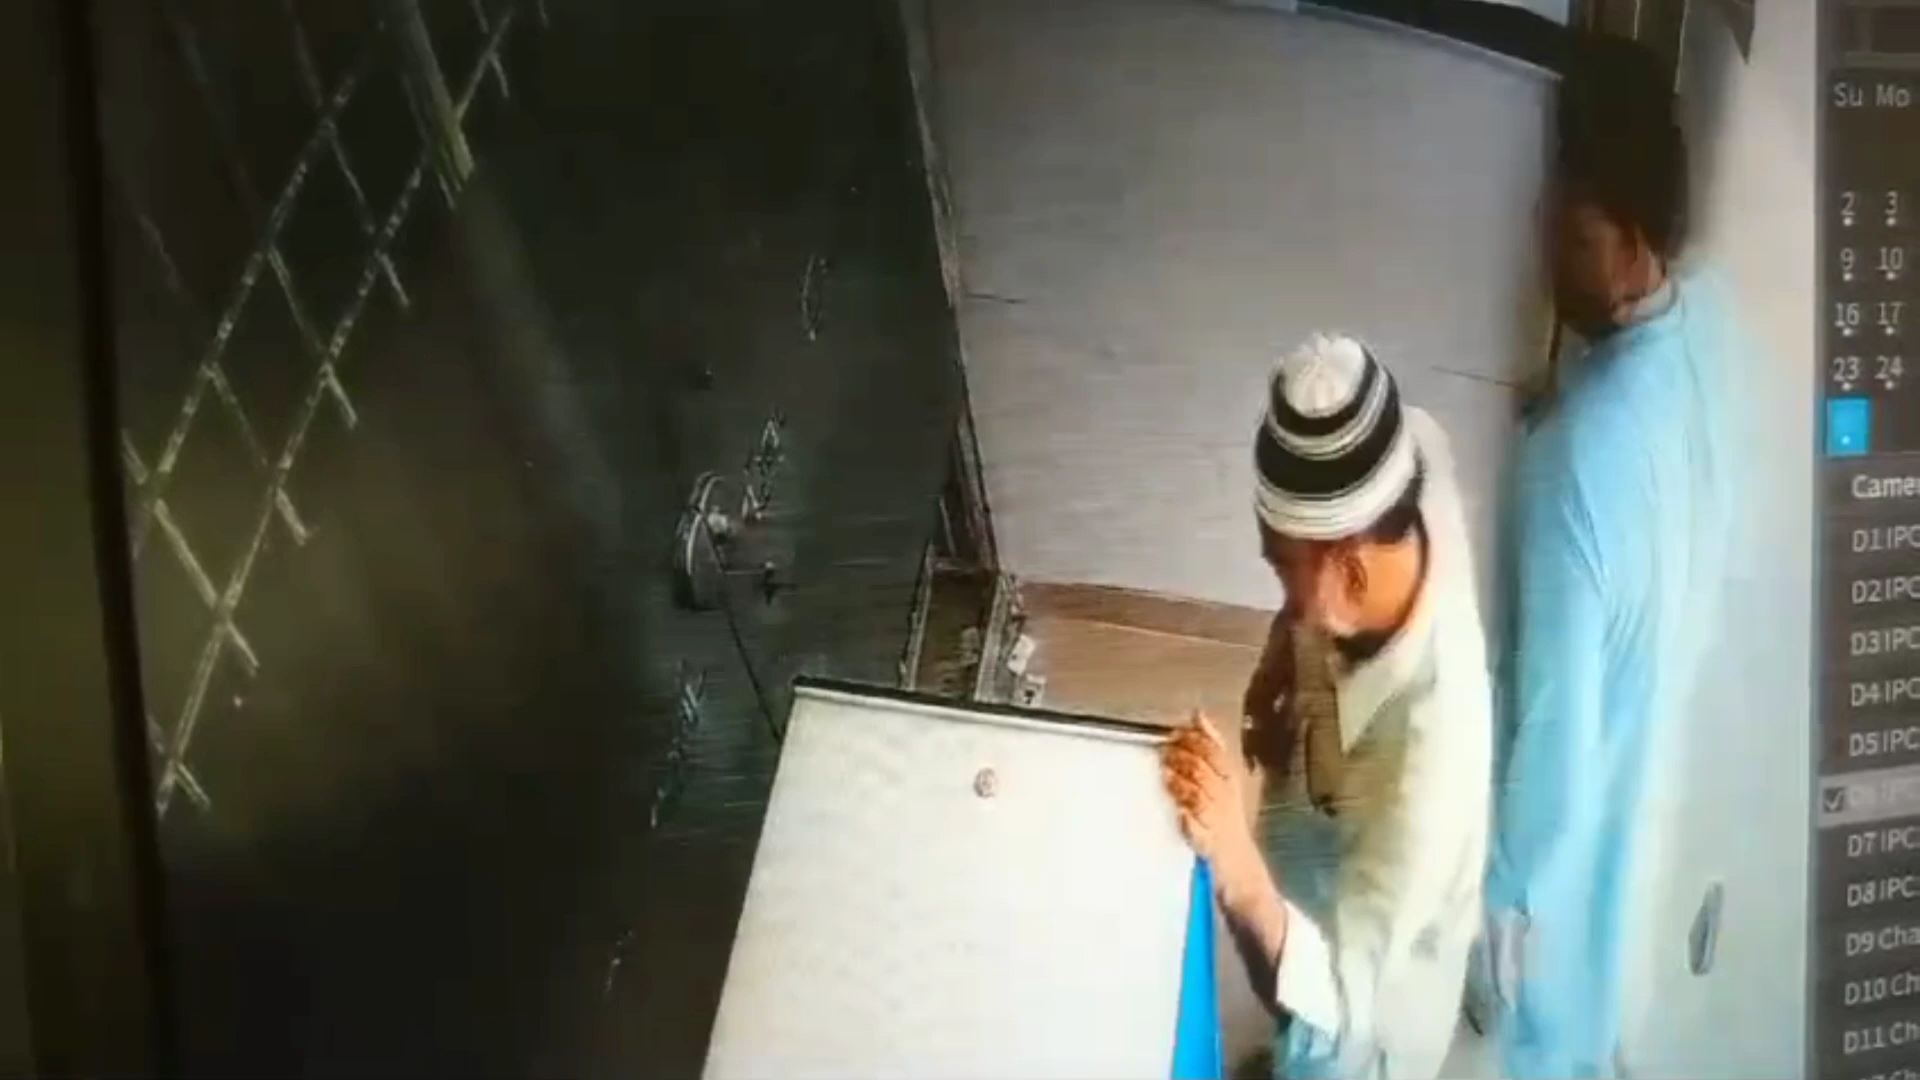 Su Mo
2 3
9 10
16 17
23 24
Came
D1 IPC
D2 IPC
D3 IPC
D4 IPC
D5 IPC
D7 IPC
D8 IPC
D9 Cha
D10 Ch
D11 Ch